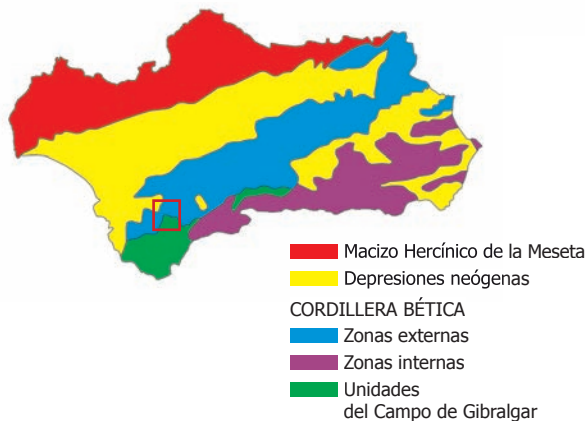 Macizo Hercínico de la Meseta
Depresiones neógenas
CORDILLERA BÉTICA
Zonas externas
Zonas internas
Unidades
del Campo de Gibralgar